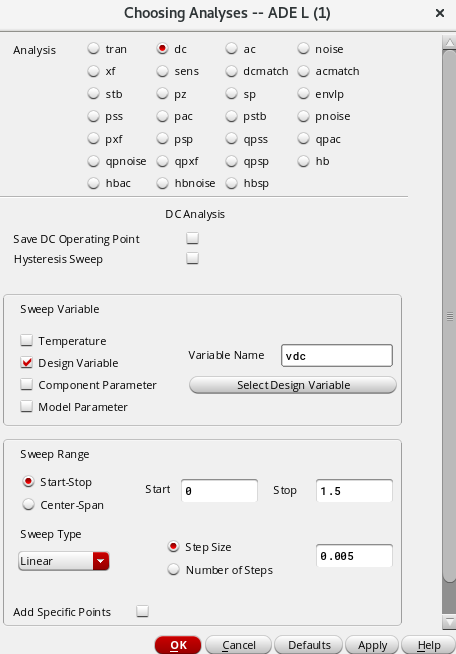 Choosing Analyses -- ADE L (1)
Analysis tran dc ac noise
xf sens dcmatch acmatch
stb pz sp envlp
pss pac pstb pnoise
pxf psp qpss qpac
qpnoise qpxf qpsp hb
hbac hbnoise hbsp
DC Analysis
Save DC Operating Point
Hysteresis Sweep
Sweep Variable
Temperature
Design Variable
Component Parameter
Model Parameter
Variable Name vdc
Select Design Variable
Sweep Range
Start-Stop
Center-Span
Start 0 Stop 1.5
Sweep Type
Linear
Step Size
Number of Steps
0.005
Add Specific Points
OK Cancel Defaults Apply Help